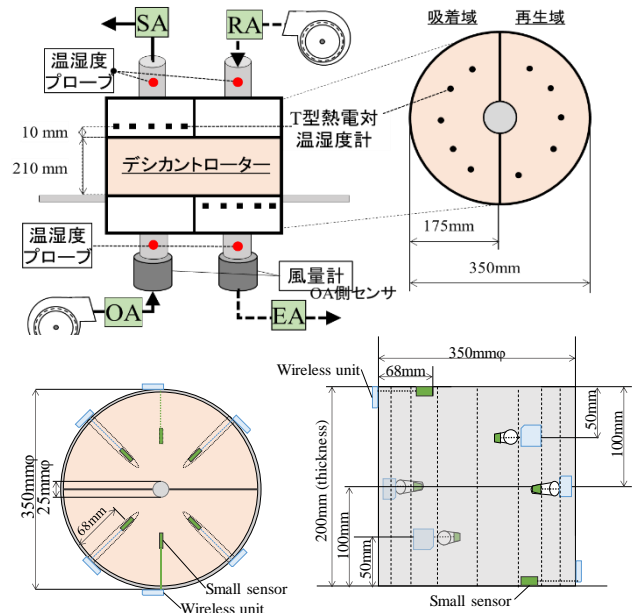 SA
RA
温湿度
プローブ
10 mm
210 mm
デシカントローター
T型熱電対
温湿度計
温湿度
プローブ
風量計
OA側センサ
OA
EA
吸着域
再生域
175mm
350mm
350mmφ
25mmφ
68mm
Small sensor
Wireless unit
Wireless unit
350mmφ
68mm
50mm
100mm
200mm (thickness)
100mm
50mm
Small sensor